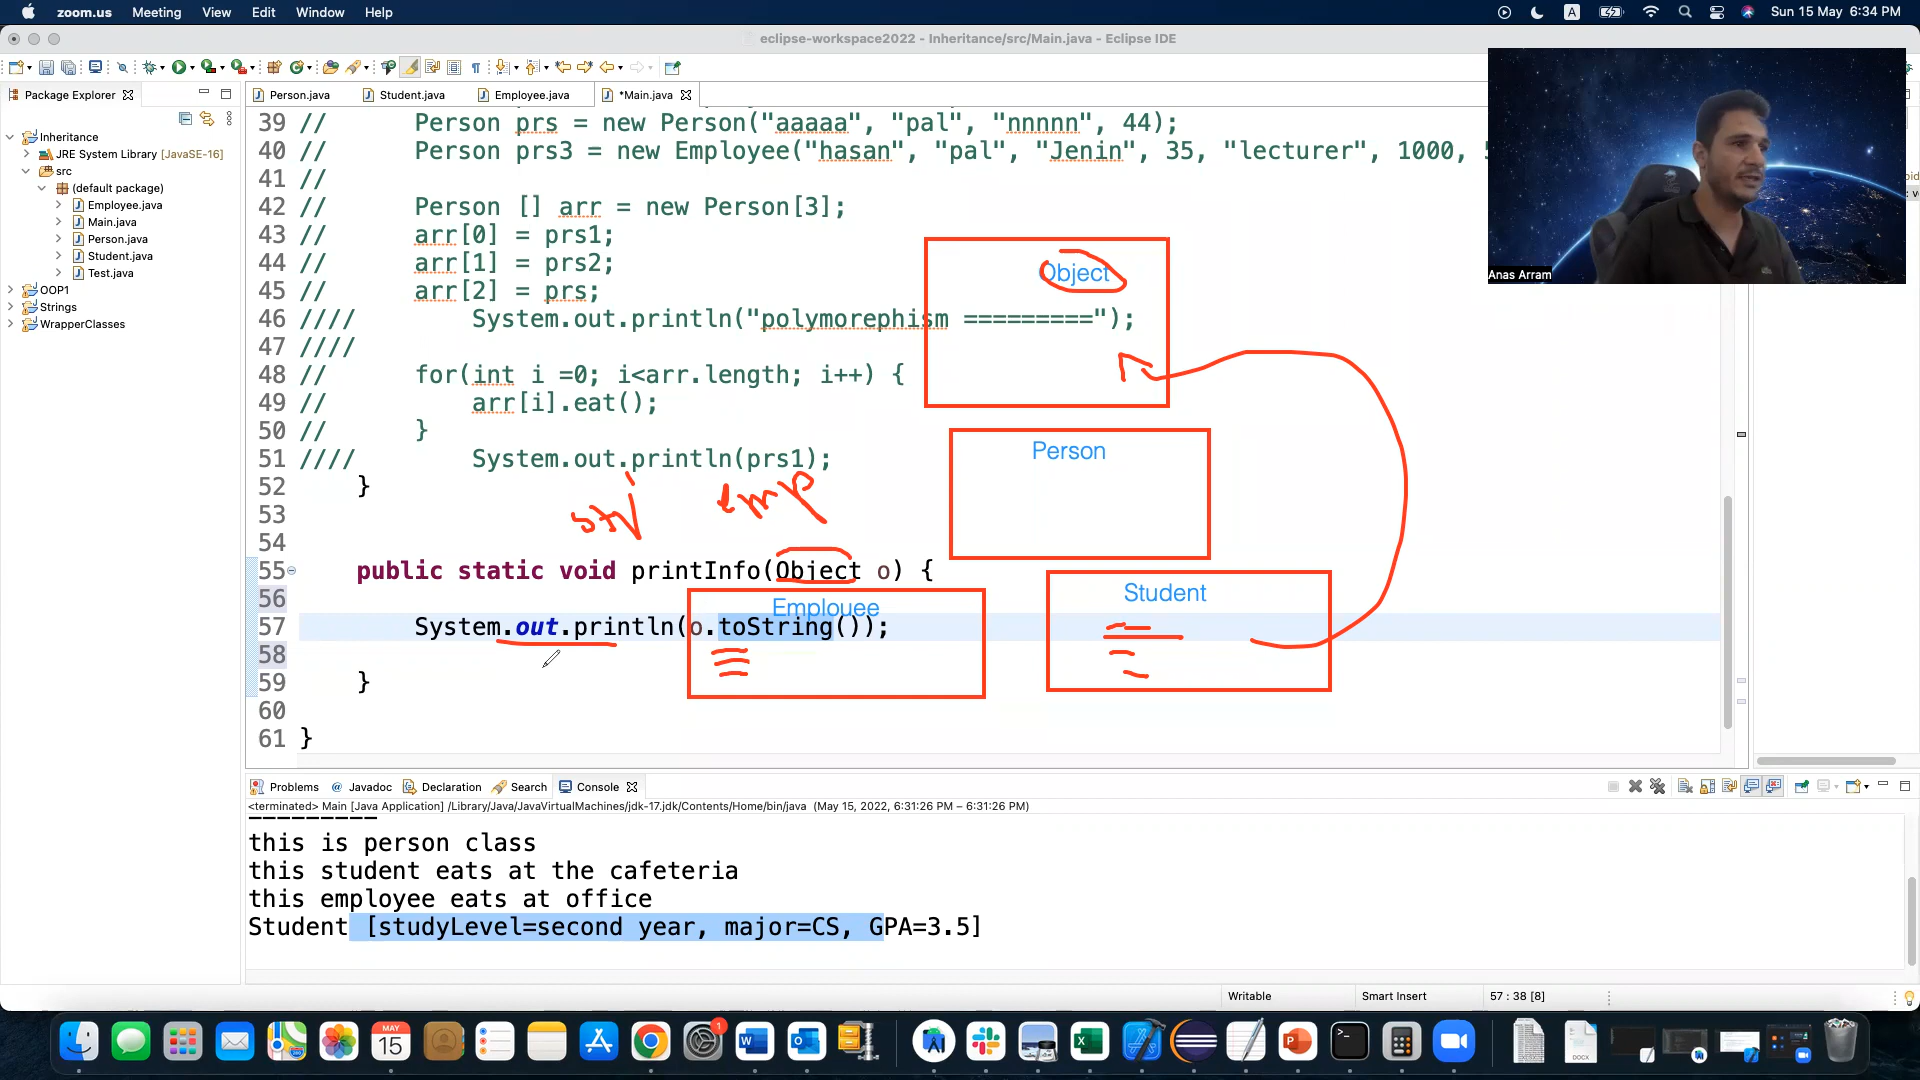 zoom.us Meeting View Edit Window Help
A
Sun 15 May 6:34 PM
eclipse-workspace2022 - Inheritance/src/Main.java - Eclipse IDE
Package Explorer
Person.java
Student.java
Employee.java
*Main.java
Inheritance
JRE System Library [JavaSE-16]
src
(default package)
Employee.java
Main.java
Person.java
Student.java
Test.java
OOP1
Strings
WrapperClasses
39 // Person prs = new Person("aaaaa", "pal", "nnnnn", 44);
40 // Person prs3 = new Employee("hasan", "pal", "Jenin", 35, "lecturer", 1000,
41 //
42 // Person [] arr = new Person[3];
43 // arr[0] = prs1;
44 // arr[1] = prs2;
45 // arr[2] = prs;
46 //// System.out.println("polymorephism =========");
47 ////
48 // for(int i =0; i<arr.length; i++) {
49 // arr[i].eat();
50 // }
51 //// System.out.println(prs1);
52 }
53
54
55 public static void printInfo(Object o) {
56
57 System.out.println(o.toString());
58
59 }
60
61 }
Object
Person
Employee
Student
emp
Anas Arram
Problems
@ Javadoc
Declaration
Search
Console
<terminated> Main [Java Application] /Library/Java/JavaVirtualMachines/jdk-17.jdk/Contents/Home/bin/java (May 15, 2022, 6:31:26 PM – 6:31:26 PM)
---------
this is person class
this student eats at the cafeteria
this employee eats at office
Student [studyLevel=second year, major=CS, GPA=3.5]
Writable
Smart Insert
57 : 38 [8]
MAY
15
1
DOCX